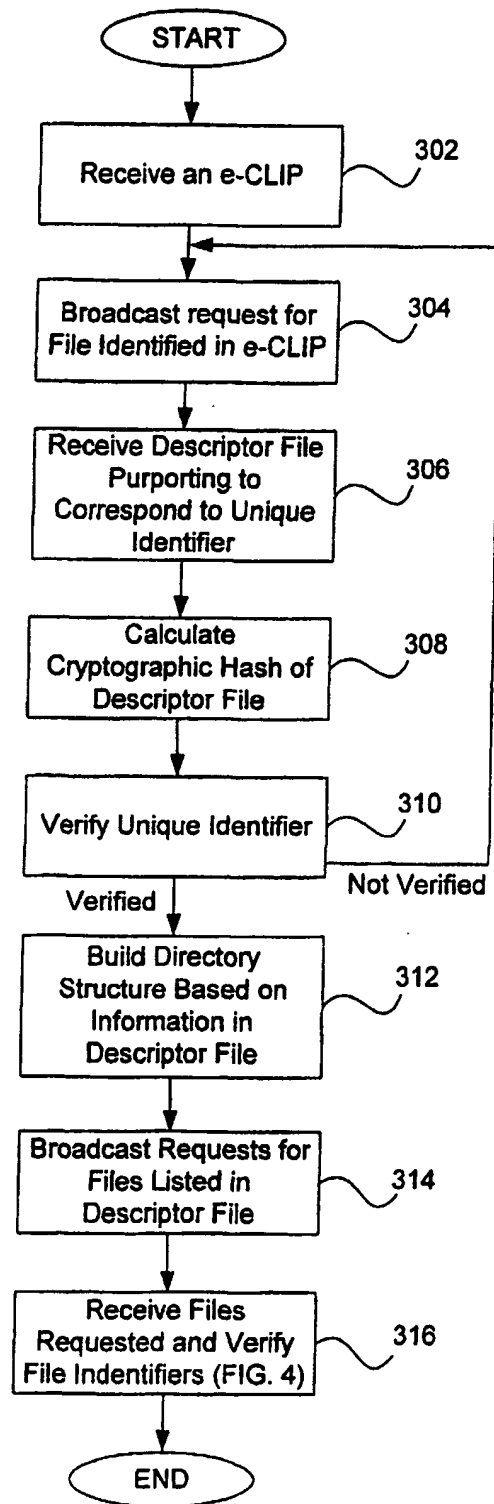 START
302
Receive an e-CLIP
304
Broadcast request for
File Identified in e-CLIP
Receive Descriptor File
Purporting to
Correspond to Unique
Identifier
306
Calculate
Cryptographic Hash of
Descriptor File
308
310
Verify Unique Identifier
Verified
Not Verified
Build Directory
Structure Based on
Information in
Descriptor File
312
Broadcast Requests for
Files Listed in
Descriptor File
314
Receive Files
Requested and Verify
File Indentifiers (FIG. 4)
316
END